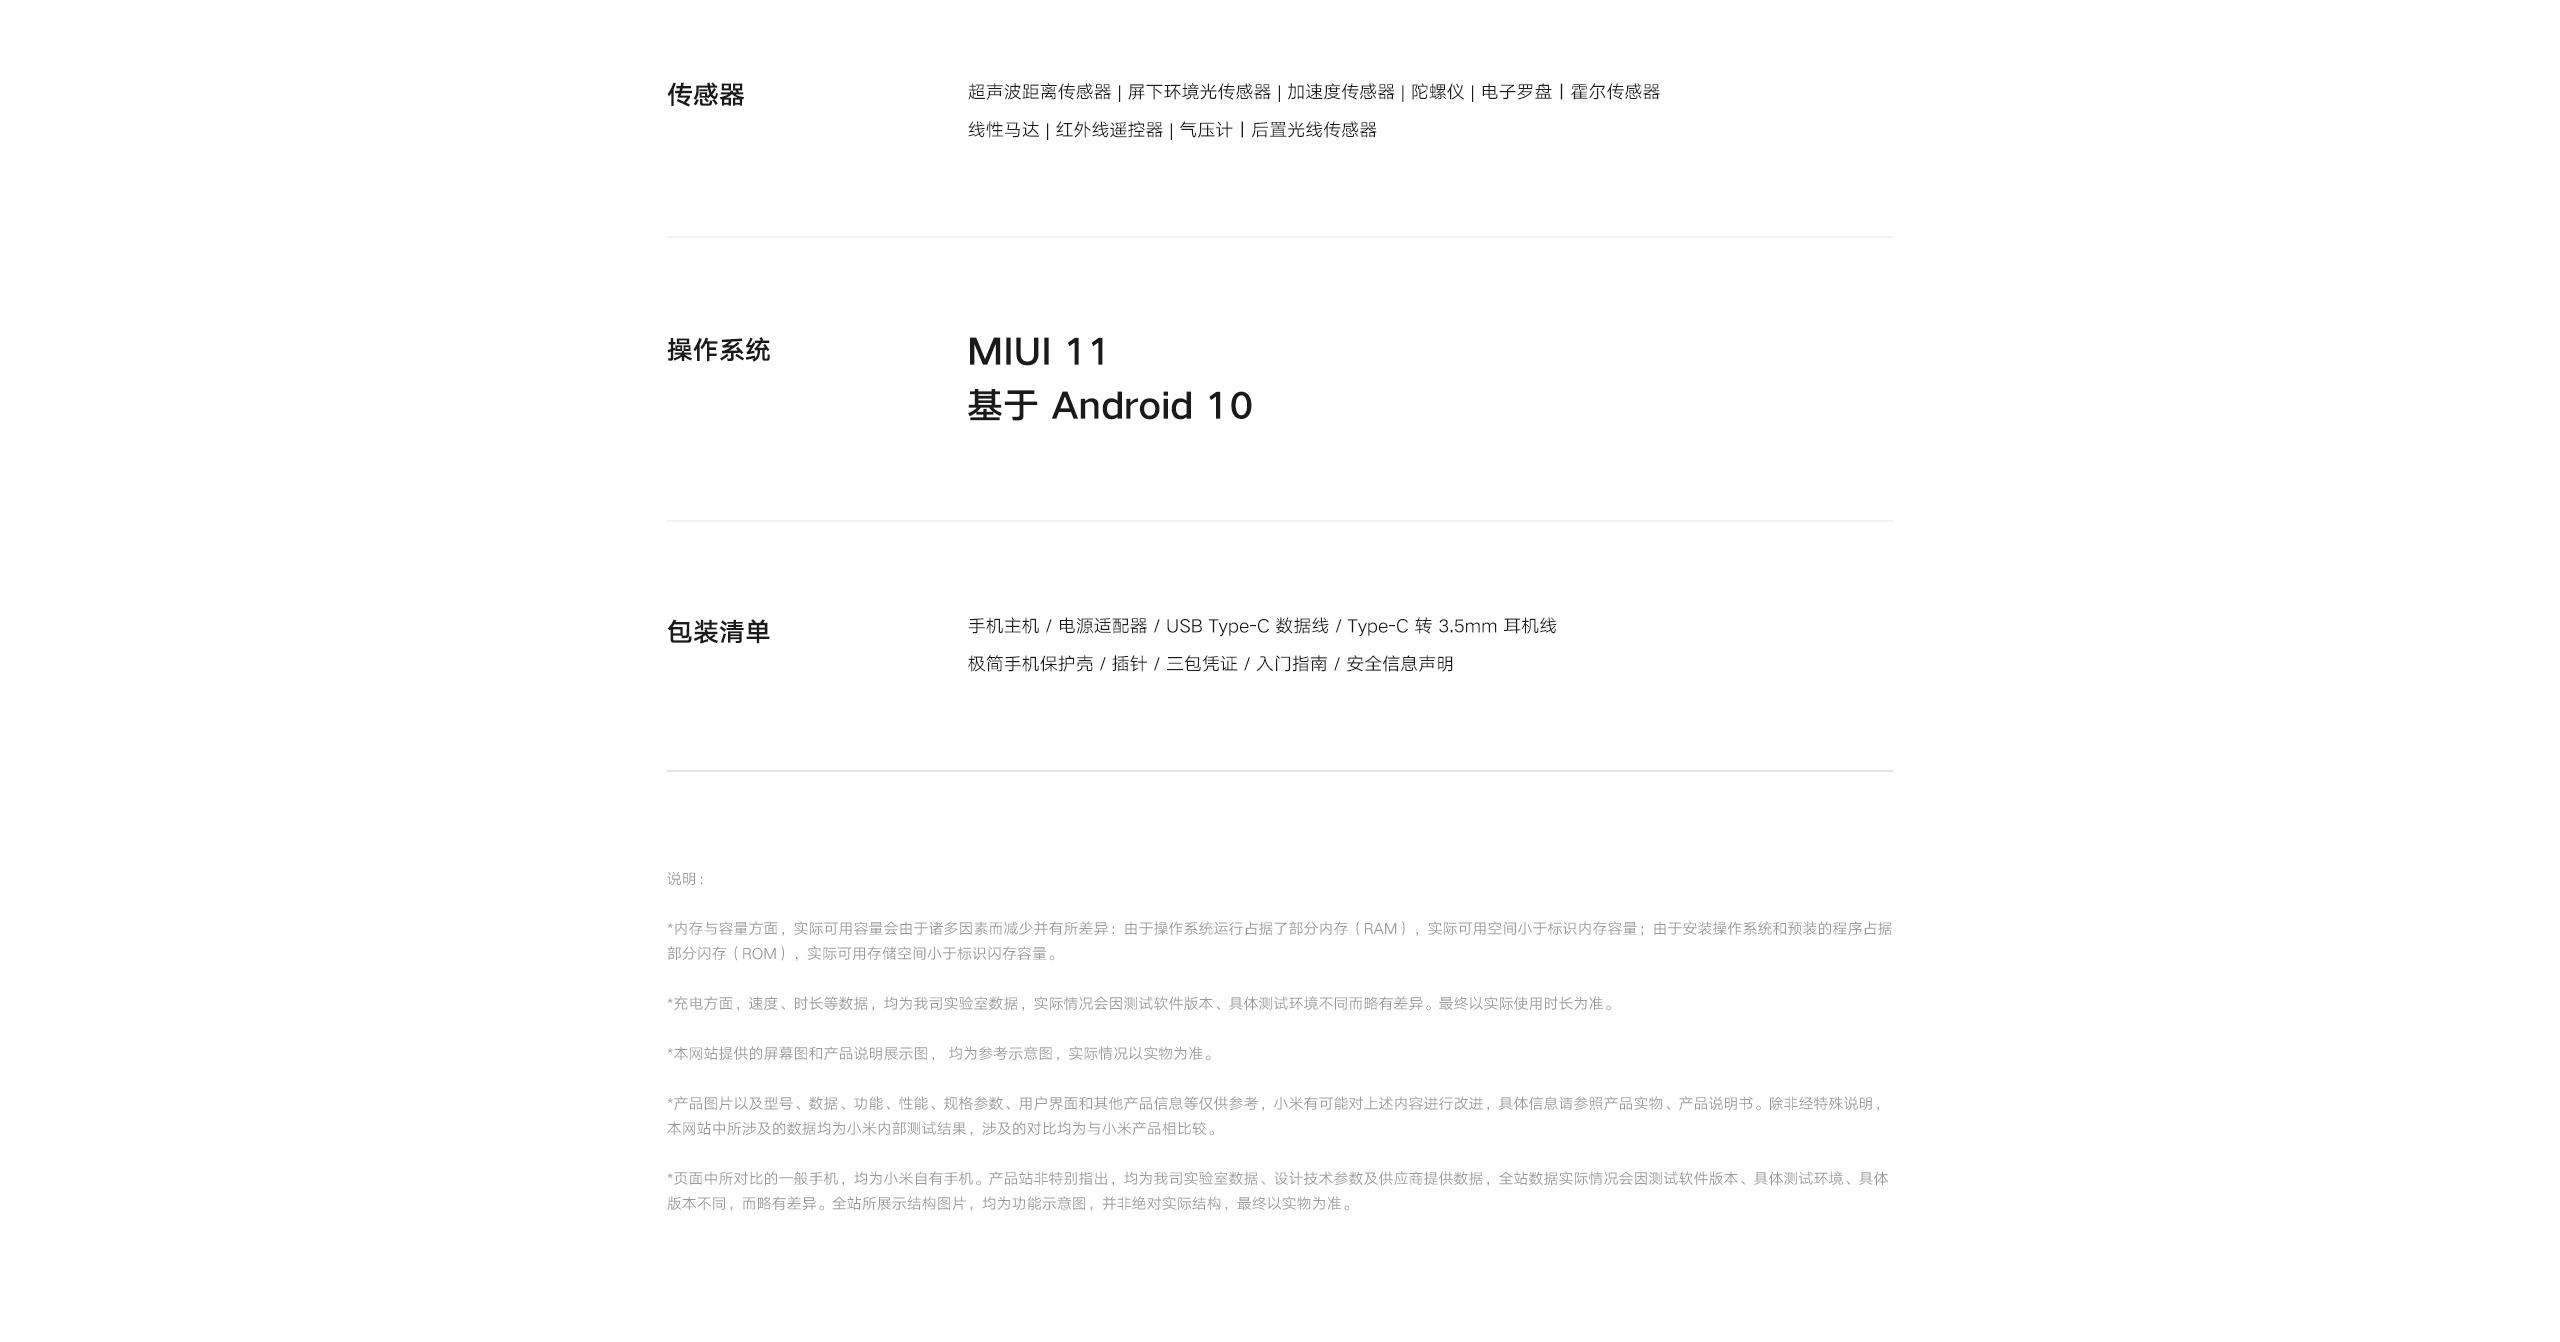 传感器
超声波距离传感器 | 屏下环境光传感器 | 加速度传感器 | 陀螺仪 | 电子罗盘丨霍尔传感器
线性马达 | 红外线遥控器 | 气压计丨后置光线传感器
操作系统
MIUI 11
基于 Android 10
包装清单
手机主机 / 电源适配器 / USB Type-C 数据线 / Type-C 转 3.5mm 耳机线
极简手机保护壳 / 插针 / 三包凭证 / 入门指南 / 安全信息声明
说明：
*内存与容量方面，实际可用容量会由于诸多因素而减少并有所差异：由于操作系统运行占据了部分内存（RAM），实际可用空间小于标识内存容量；由于安装操作系统和预装的程序占据
部分闪存（ROM），实际可用存储空间小于标识闪存容量。
*充电方面，速度、时长等数据，均为我司实验室数据，实际情况会因测试软件版本、具体测试环境不同而略有差异。最终以实际使用时长为准。
*本网站提供的屏幕图和产品说明展示图， 均为参考示意图，实际情况以实物为准。
*产品图片以及型号、数据、功能、性能、规格参数、用户界面和其他产品信息等仅供参考，小米有可能对上述内容进行改进，具体信息请参照产品实物、产品说明书。除非经特殊说明，
本网站中所涉及的数据均为小米内部测试结果，涉及的对比均为与小米产品相比较。
*页面中所对比的一般手机，均为小米自有手机。产品站非特别指出，均为我司实验室数据、设计技术参数及供应商提供数据，全站数据实际情况会因测试软件版本、具体测试环境、具体
版本不同，而略有差异。全站所展示结构图片，均为功能示意图，并非绝对实际结构，最终以实物为准。